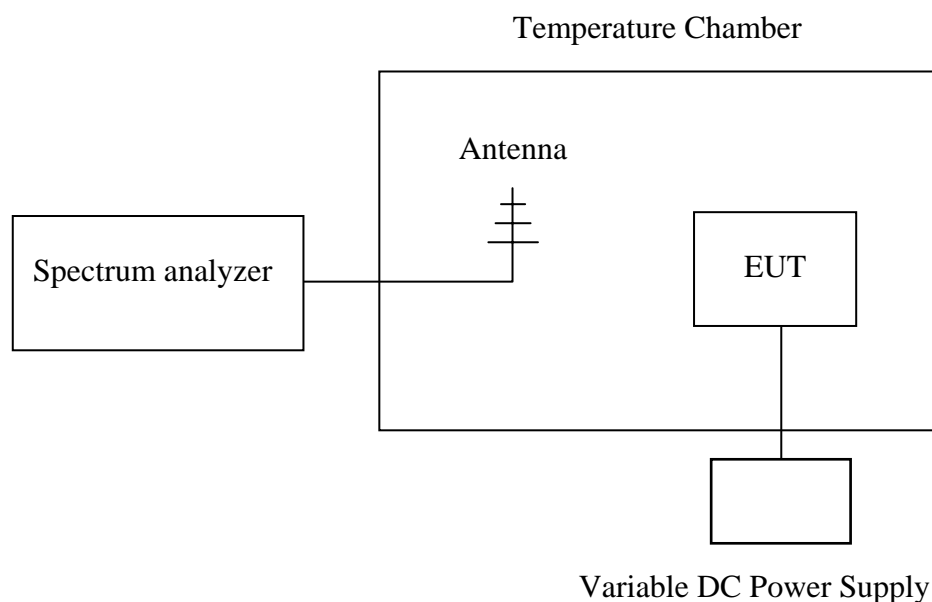 Temperature Chamber
Antenna
Spectrum analyzer
EUT
Variable DC Power Supply